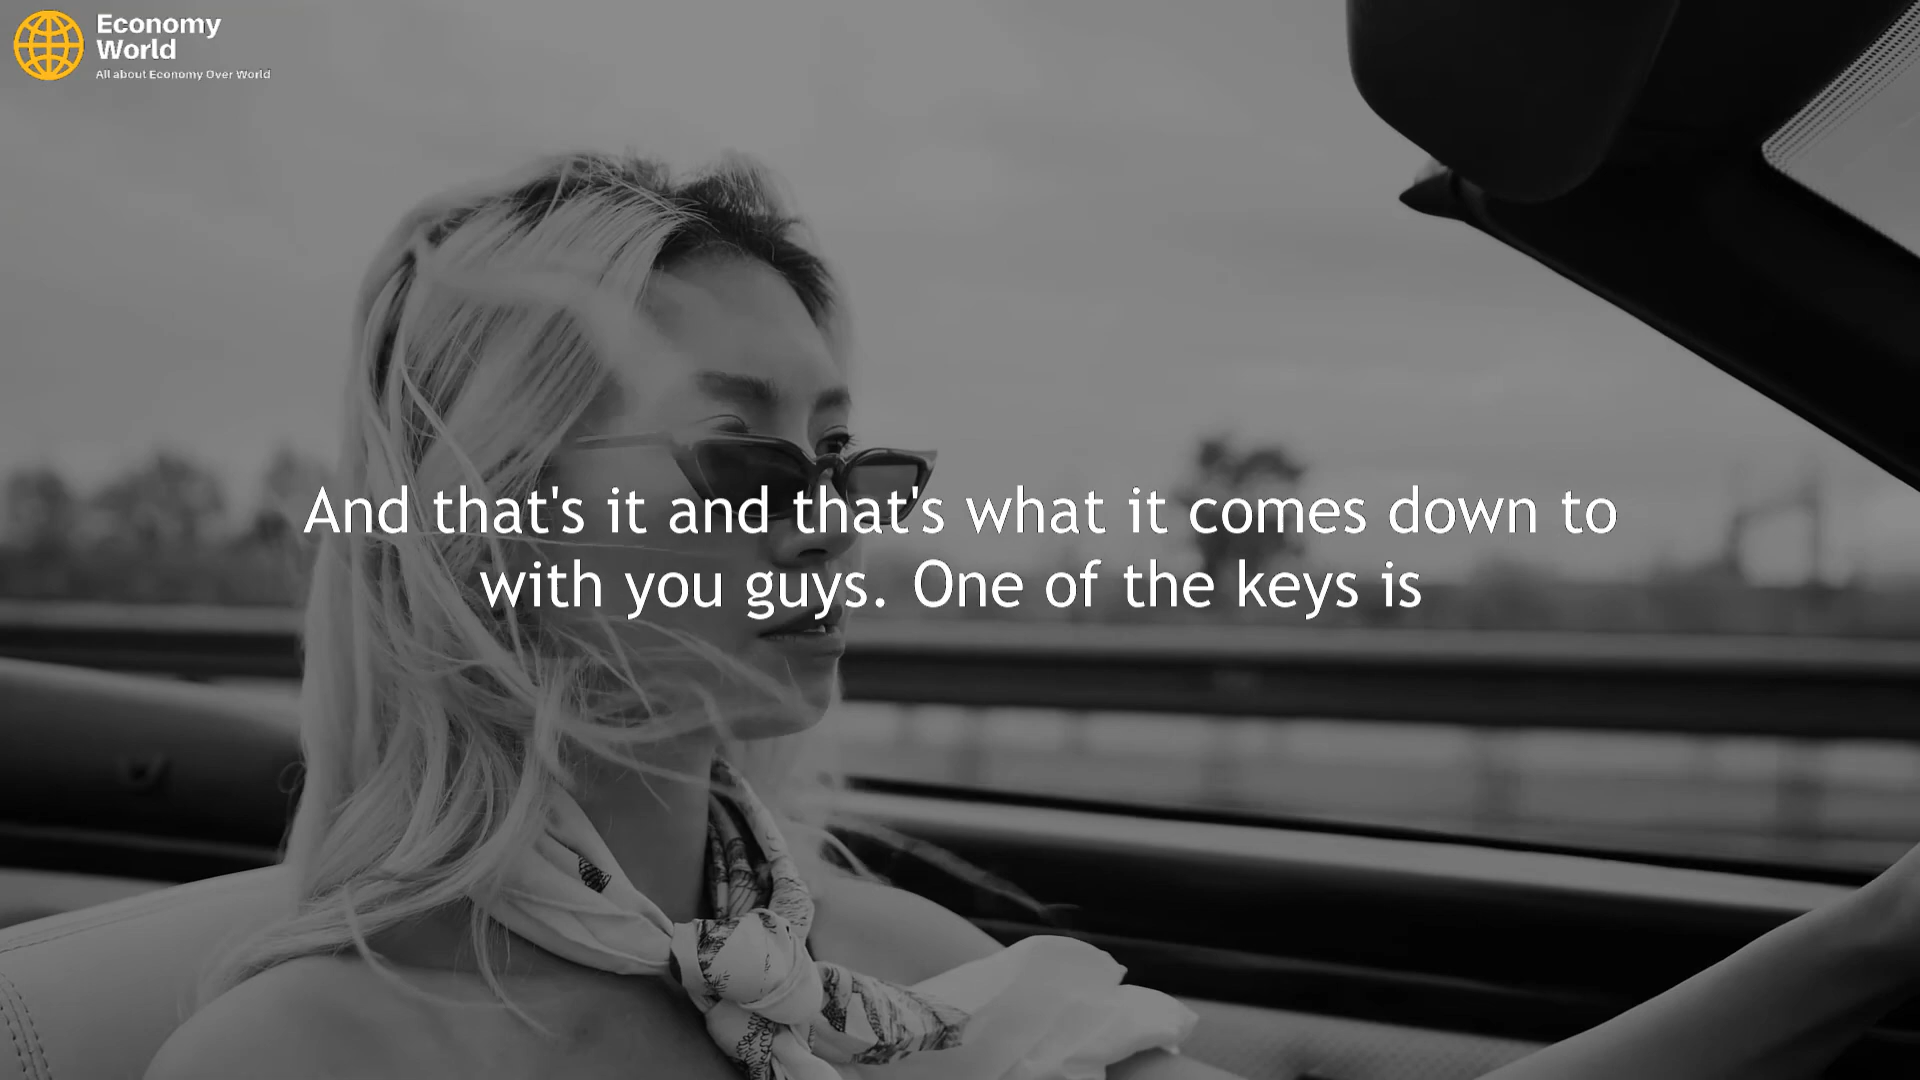 Economy
World
All about Economy Over World
And that's it and that's what it comes down to
with you guys. One of the keys is